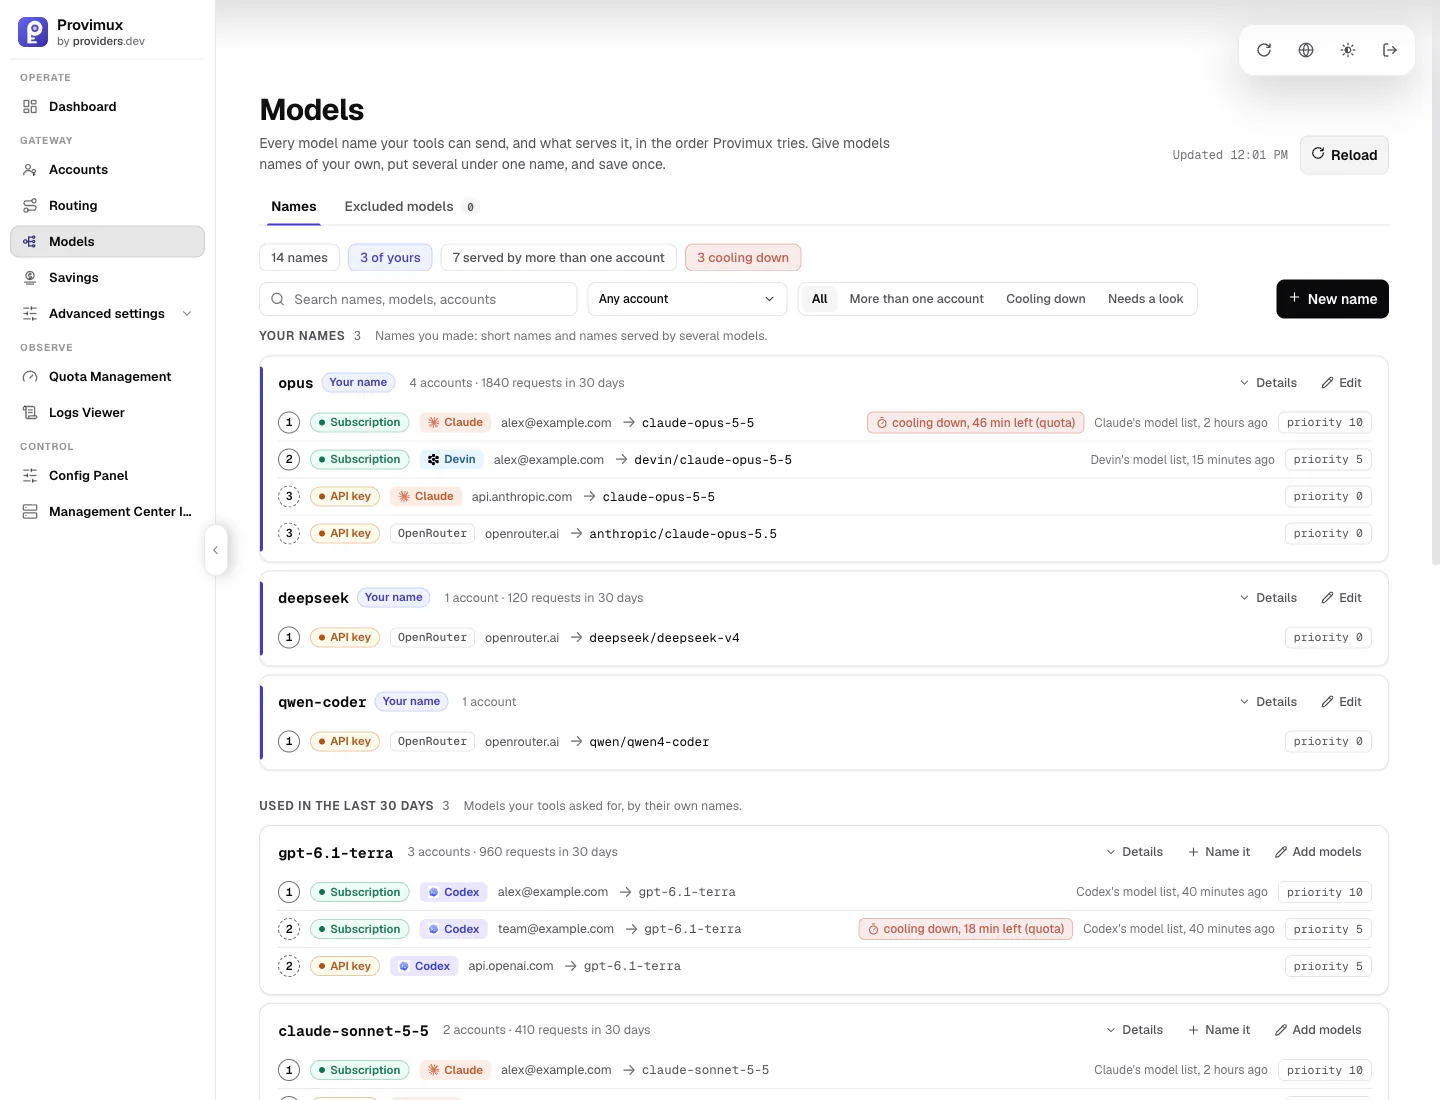 Provimux
by providers.dev
OPERATE
Dashboard
GATEWAY
Accounts
Routing
Models
Savings
Advanced settings
OBSERVE
Quota Management
Logs Viewer
CONTROL
Config Panel
Management Center I...
Models
Every model name your tools can send, and what serves it, in the order Provimux tries. Give models
names of your own, put several under one name, and save once.
Updated 12:01 PM
Reload
Names
Excluded models 0
14 names
3 of yours
7 served by more than one account
3 cooling down
Search names, models, accounts
Any account
All
More than one account
Cooling down
Needs a look
+ New name
YOUR NAMES 3 Names you made: short names and names served by several models.
opus Your name 4 accounts · 1840 requests in 30 days Details Edit
1 Subscription Claude alex@example.com → claude-opus-5-5 cooling down, 46 min left (quota) Claude's model list, 2 hours ago priority 10
2 Subscription Devin alex@example.com → devin/claude-opus-5-5 Devin's model list, 15 minutes ago priority 5
3 API key Claude api.anthropic.com → claude-opus-5-5 priority 0
3 API key OpenRouter openrouter.ai → anthropic/claude-opus-5.5 priority 0
deepseek Your name 1 account · 120 requests in 30 days Details Edit
1 API key OpenRouter openrouter.ai → deepseek/deepseek-v4 priority 0
qwen-coder Your name 1 account Details Edit
1 API key OpenRouter openrouter.ai → qwen/qwen4-coder priority 0
USED IN THE LAST 30 DAYS 3 Models your tools asked for, by their own names.
gpt-6.1-terra 3 accounts · 960 requests in 30 days Details + Name it Add models
1 Subscription Codex alex@example.com → gpt-6.1-terra Codex's model list, 40 minutes ago priority 10
2 Subscription Codex team@example.com → gpt-6.1-terra cooling down, 18 min left (quota) Codex's model list, 40 minutes ago priority 5
2 API key Codex api.openai.com → gpt-6.1-terra priority 5
claude-sonnet-5-5 2 accounts · 410 requests in 30 days Details + Name it Add models
1 Subscription Claude alex@example.com → claude-sonnet-5-5 Claude's model list, 2 hours ago priority 10